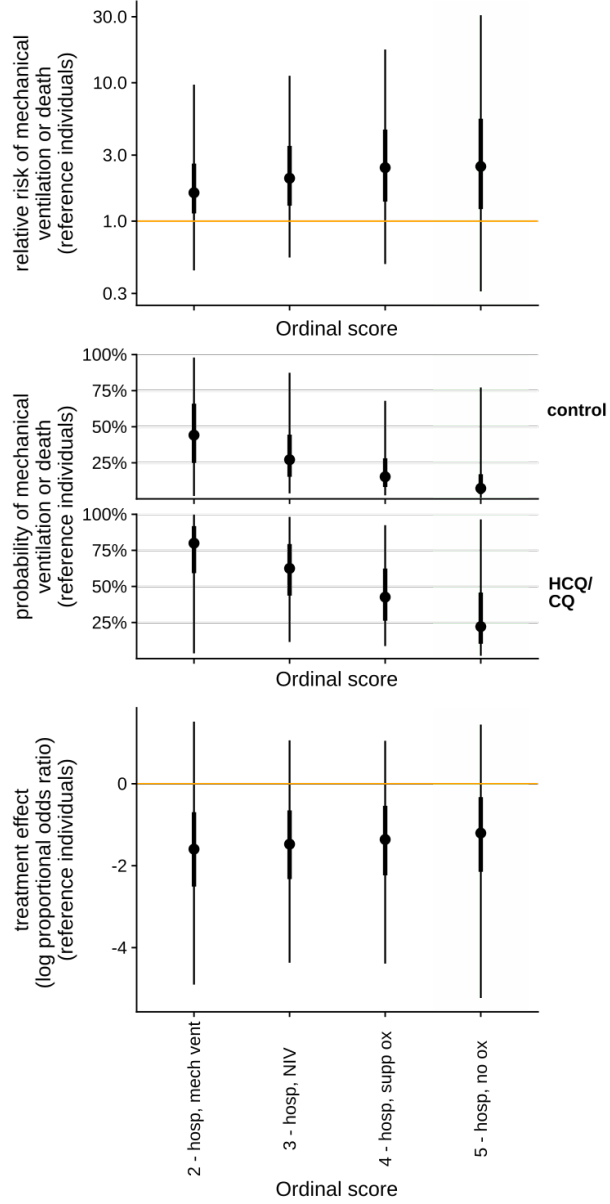 relative risk of mechanical
ventilation or death
(reference individuals)
30.0
10.0
3.0
1.0
0.3
Ordinal score
probability of mechanical
ventilation or death
(reference individuals)
100%
75%
50%
25%
control
100%
75%
50%
25%
HCQ/
CQ
Ordinal score
treatment effect
(log proportional odds ratio)
(reference individuals)
0
-2
-4
2 - hosp, mech vent
3 - hosp, NIV
4 - hosp, supp ox
5 - hosp, no ox
Ordinal score